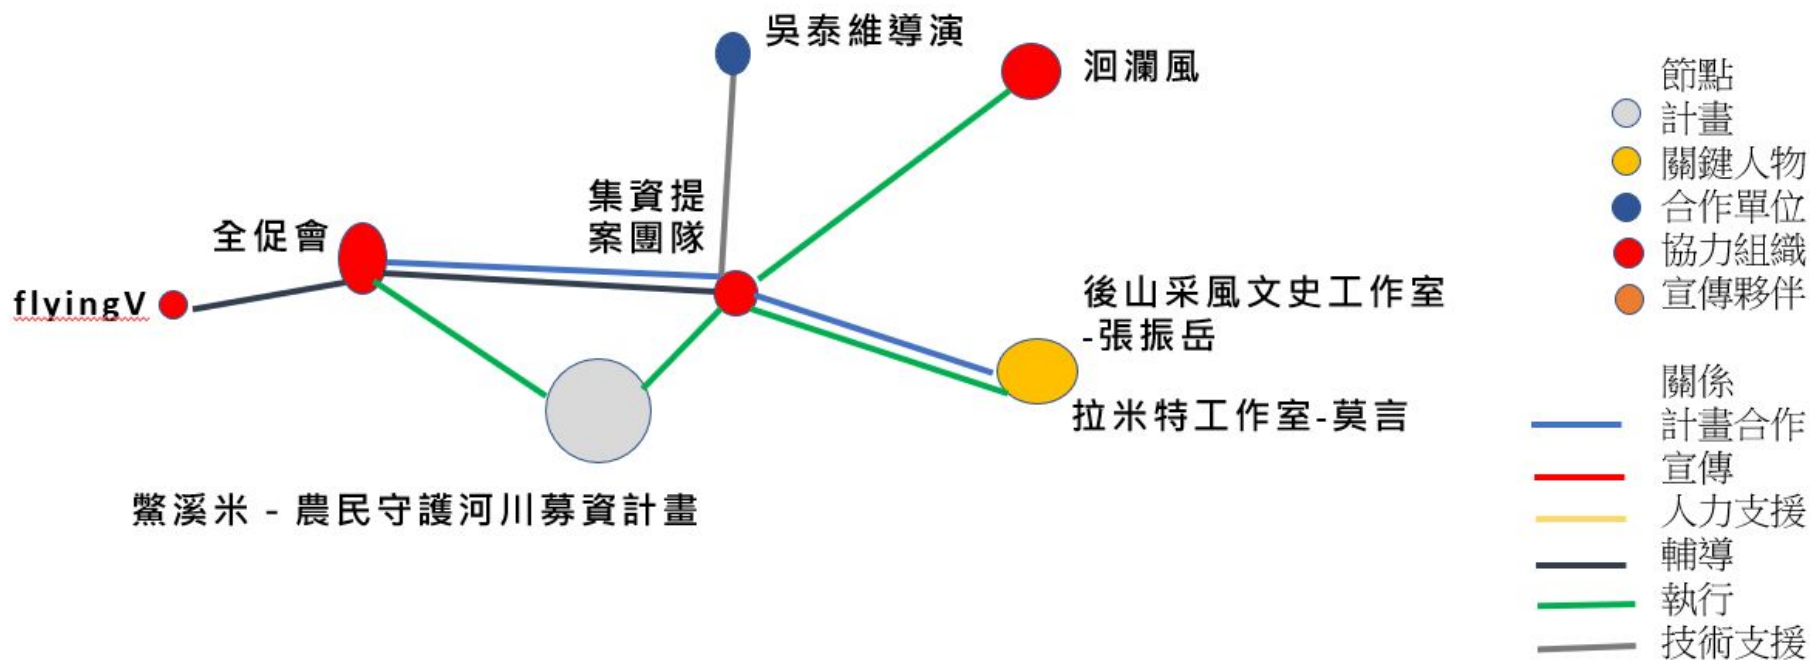 吳泰維導演
洄瀾風
集資提
案團隊
全促會
flyingV
後山采風文史工作室
-張振岳
拉米特工作室-莫言
鱉溪米 - 農民守護河川募資計畫
節點
計畫
關鍵人物
合作單位
協力組織
宣傳夥伴
關係
計畫合作
宣傳
人力支援
輔導
執行
技術支援